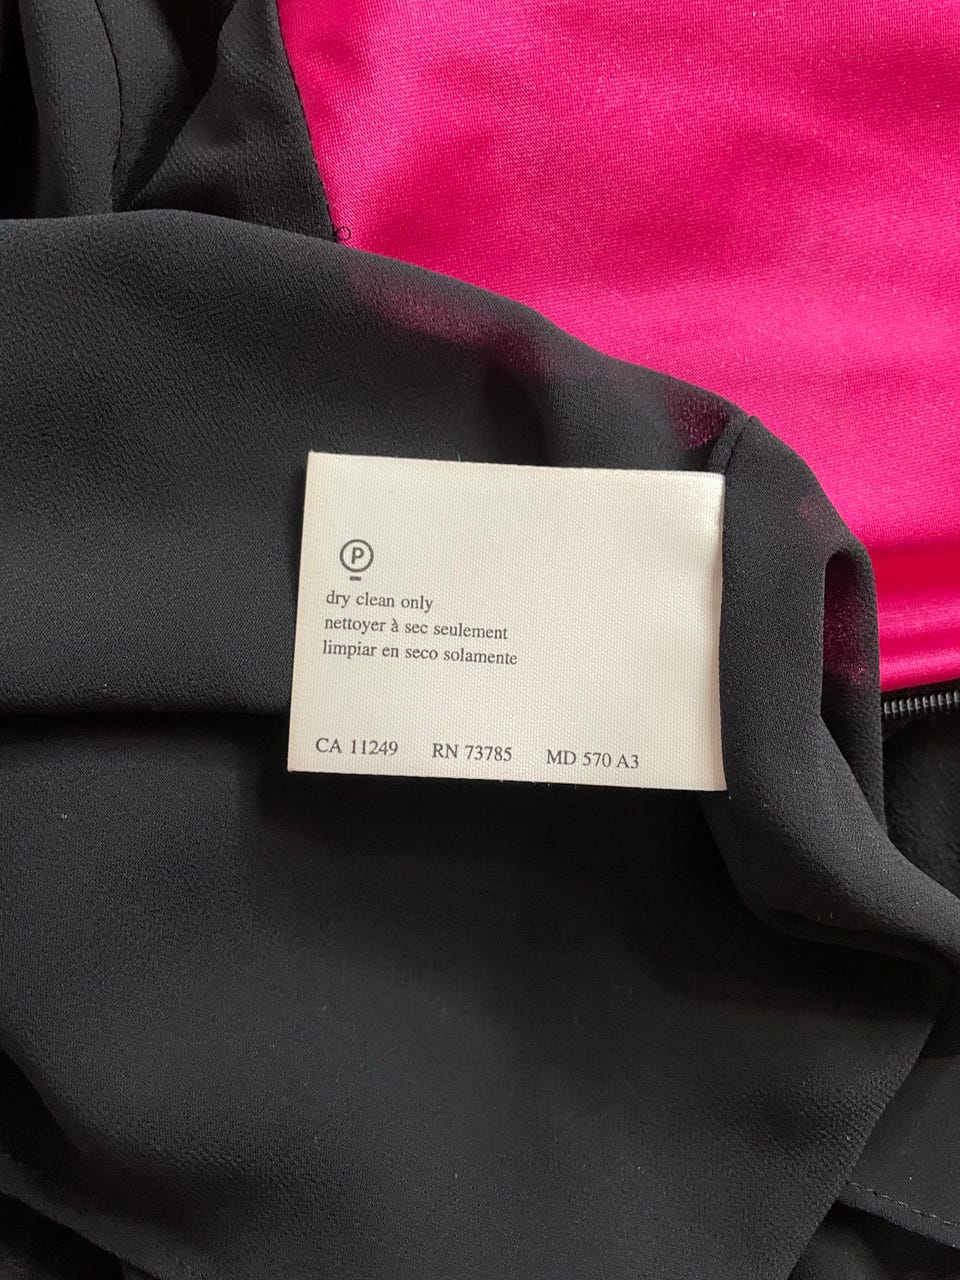 P
dry clean only
nettoyer à sec seulement
limpiar en seco solamente
CA 11249 RN 73785 MD 570 A3